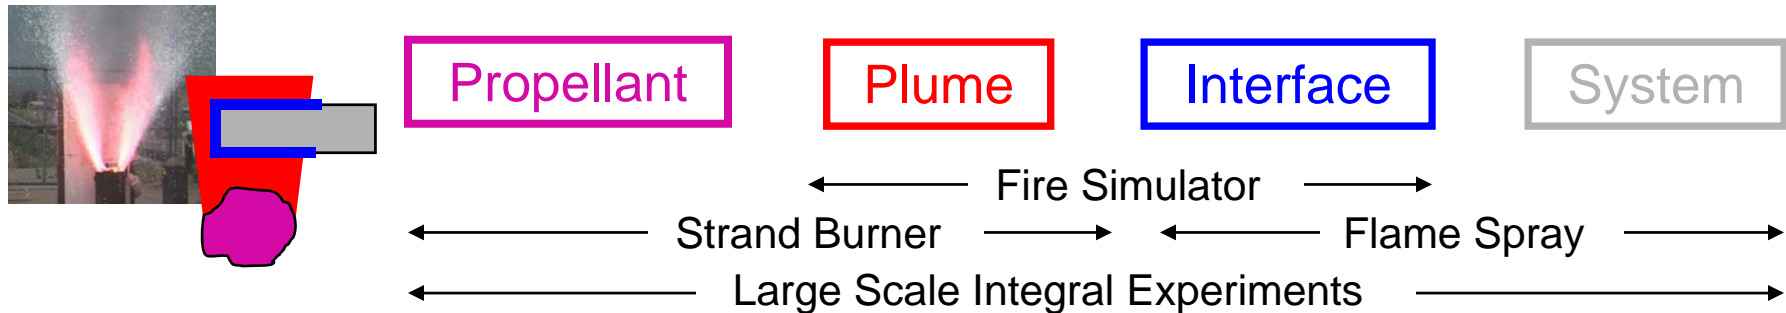 Propellant
Plume
Interface
System
Fire Simulator
Strand Burner
Flame Spray
Large Scale Integral Experiments